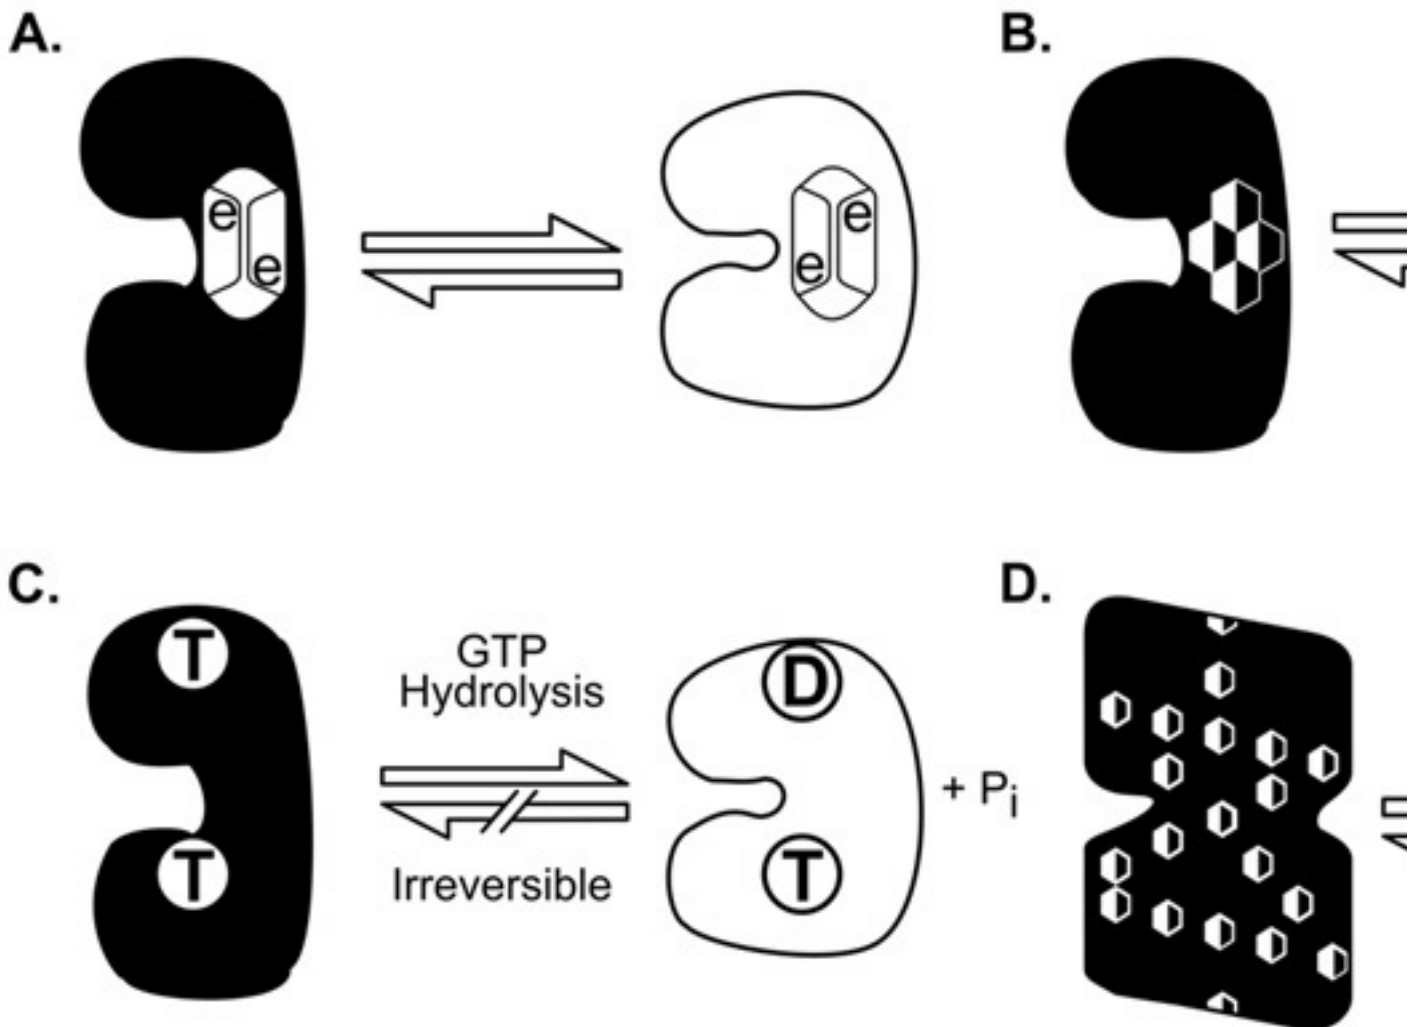 A.
B.
e
e
e
e
C.
D.
T
GTP
Hydrolysis
D
+ Pi
T
Irreversible
T